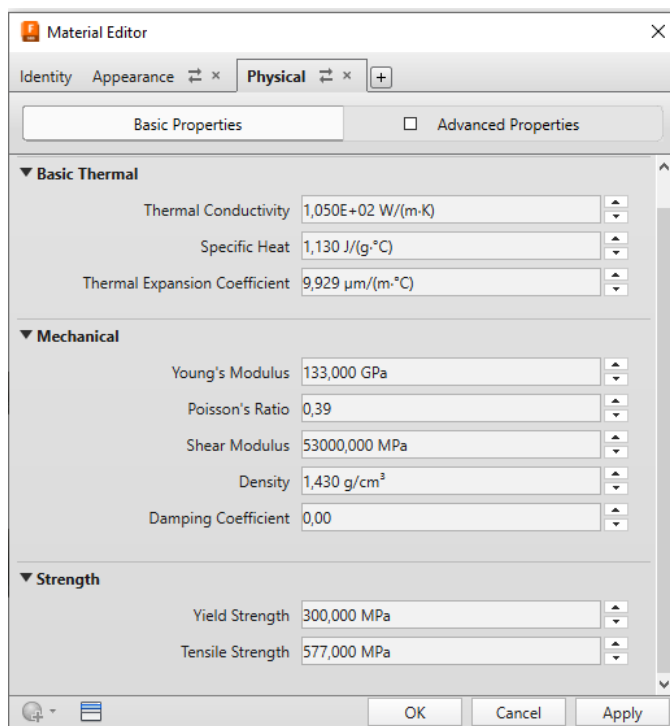 Material Editor
Identity Appearance Physical
Basic Properties Advanced Properties
Basic Thermal
Thermal Conductivity 1,050E+02 W/(m·K)
Specific Heat 1,130 J/(g·°C)
Thermal Expansion Coefficient 9,929 µm/(m·°C)
Mechanical
Young's Modulus 133,000 GPa
Poisson's Ratio 0,39
Shear Modulus 53000,000 MPa
Density 1,430 g/cm³
Damping Coefficient 0,00
Strength
Yield Strength 300,000 MPa
Tensile Strength 577,000 MPa
OK Cancel Apply